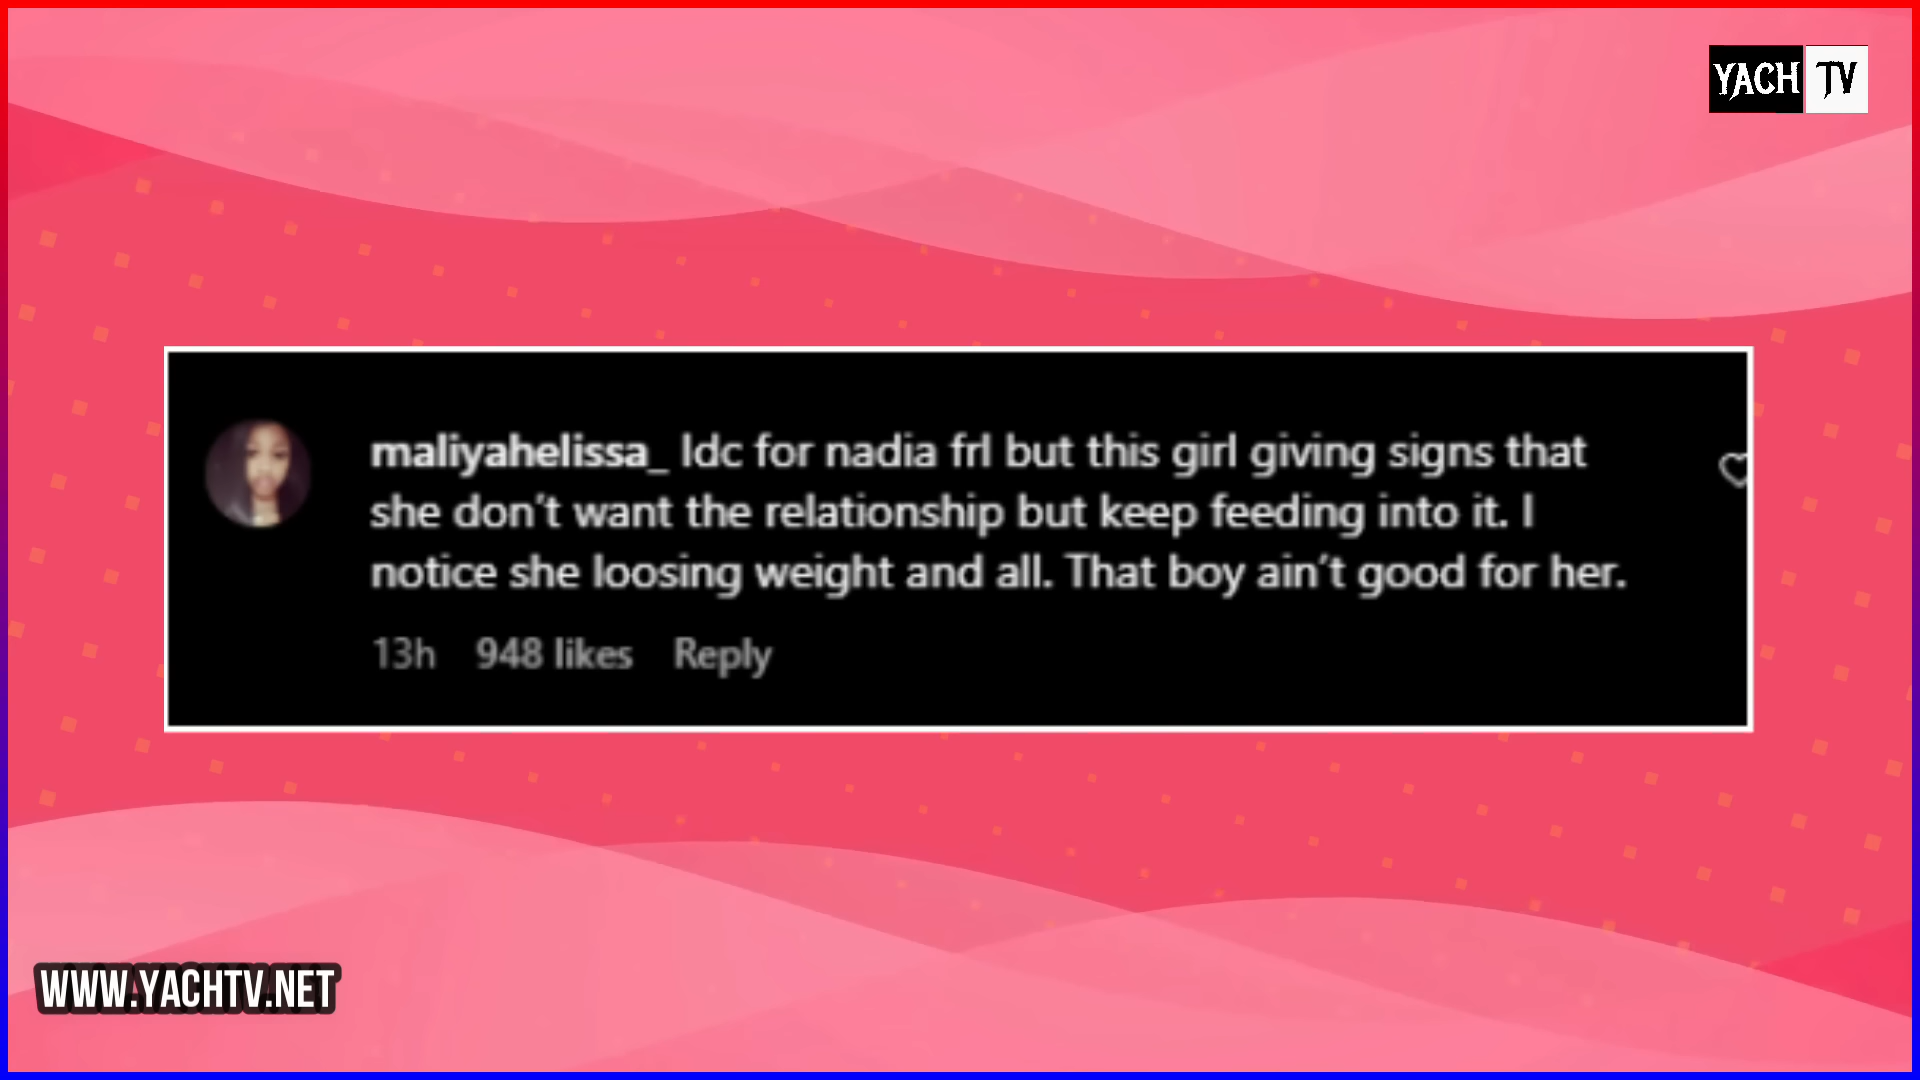 YACH TV
maliyahelissa_ Idc for nadia frl but this girl giving signs that
she don't want the relationship but keep feeding into it. I
notice she loosing weight and all. That boy ain't good for her.
13h 948 likes Reply
WWW.YACHTV.NET